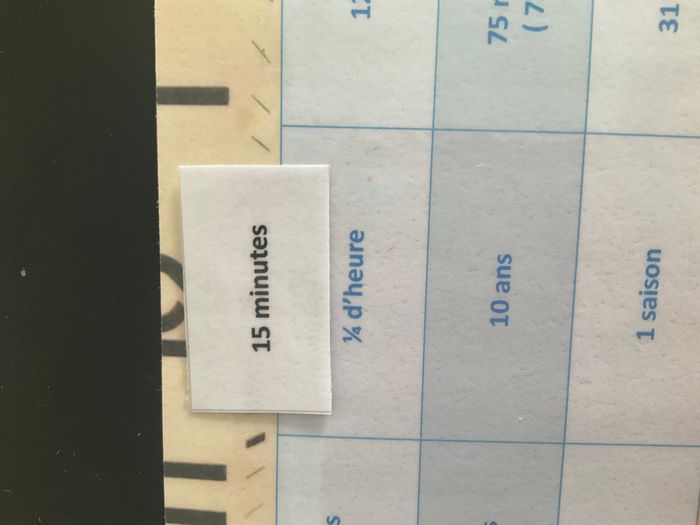 15 minutes
¼ d’heure
10 ans
1 saison
31